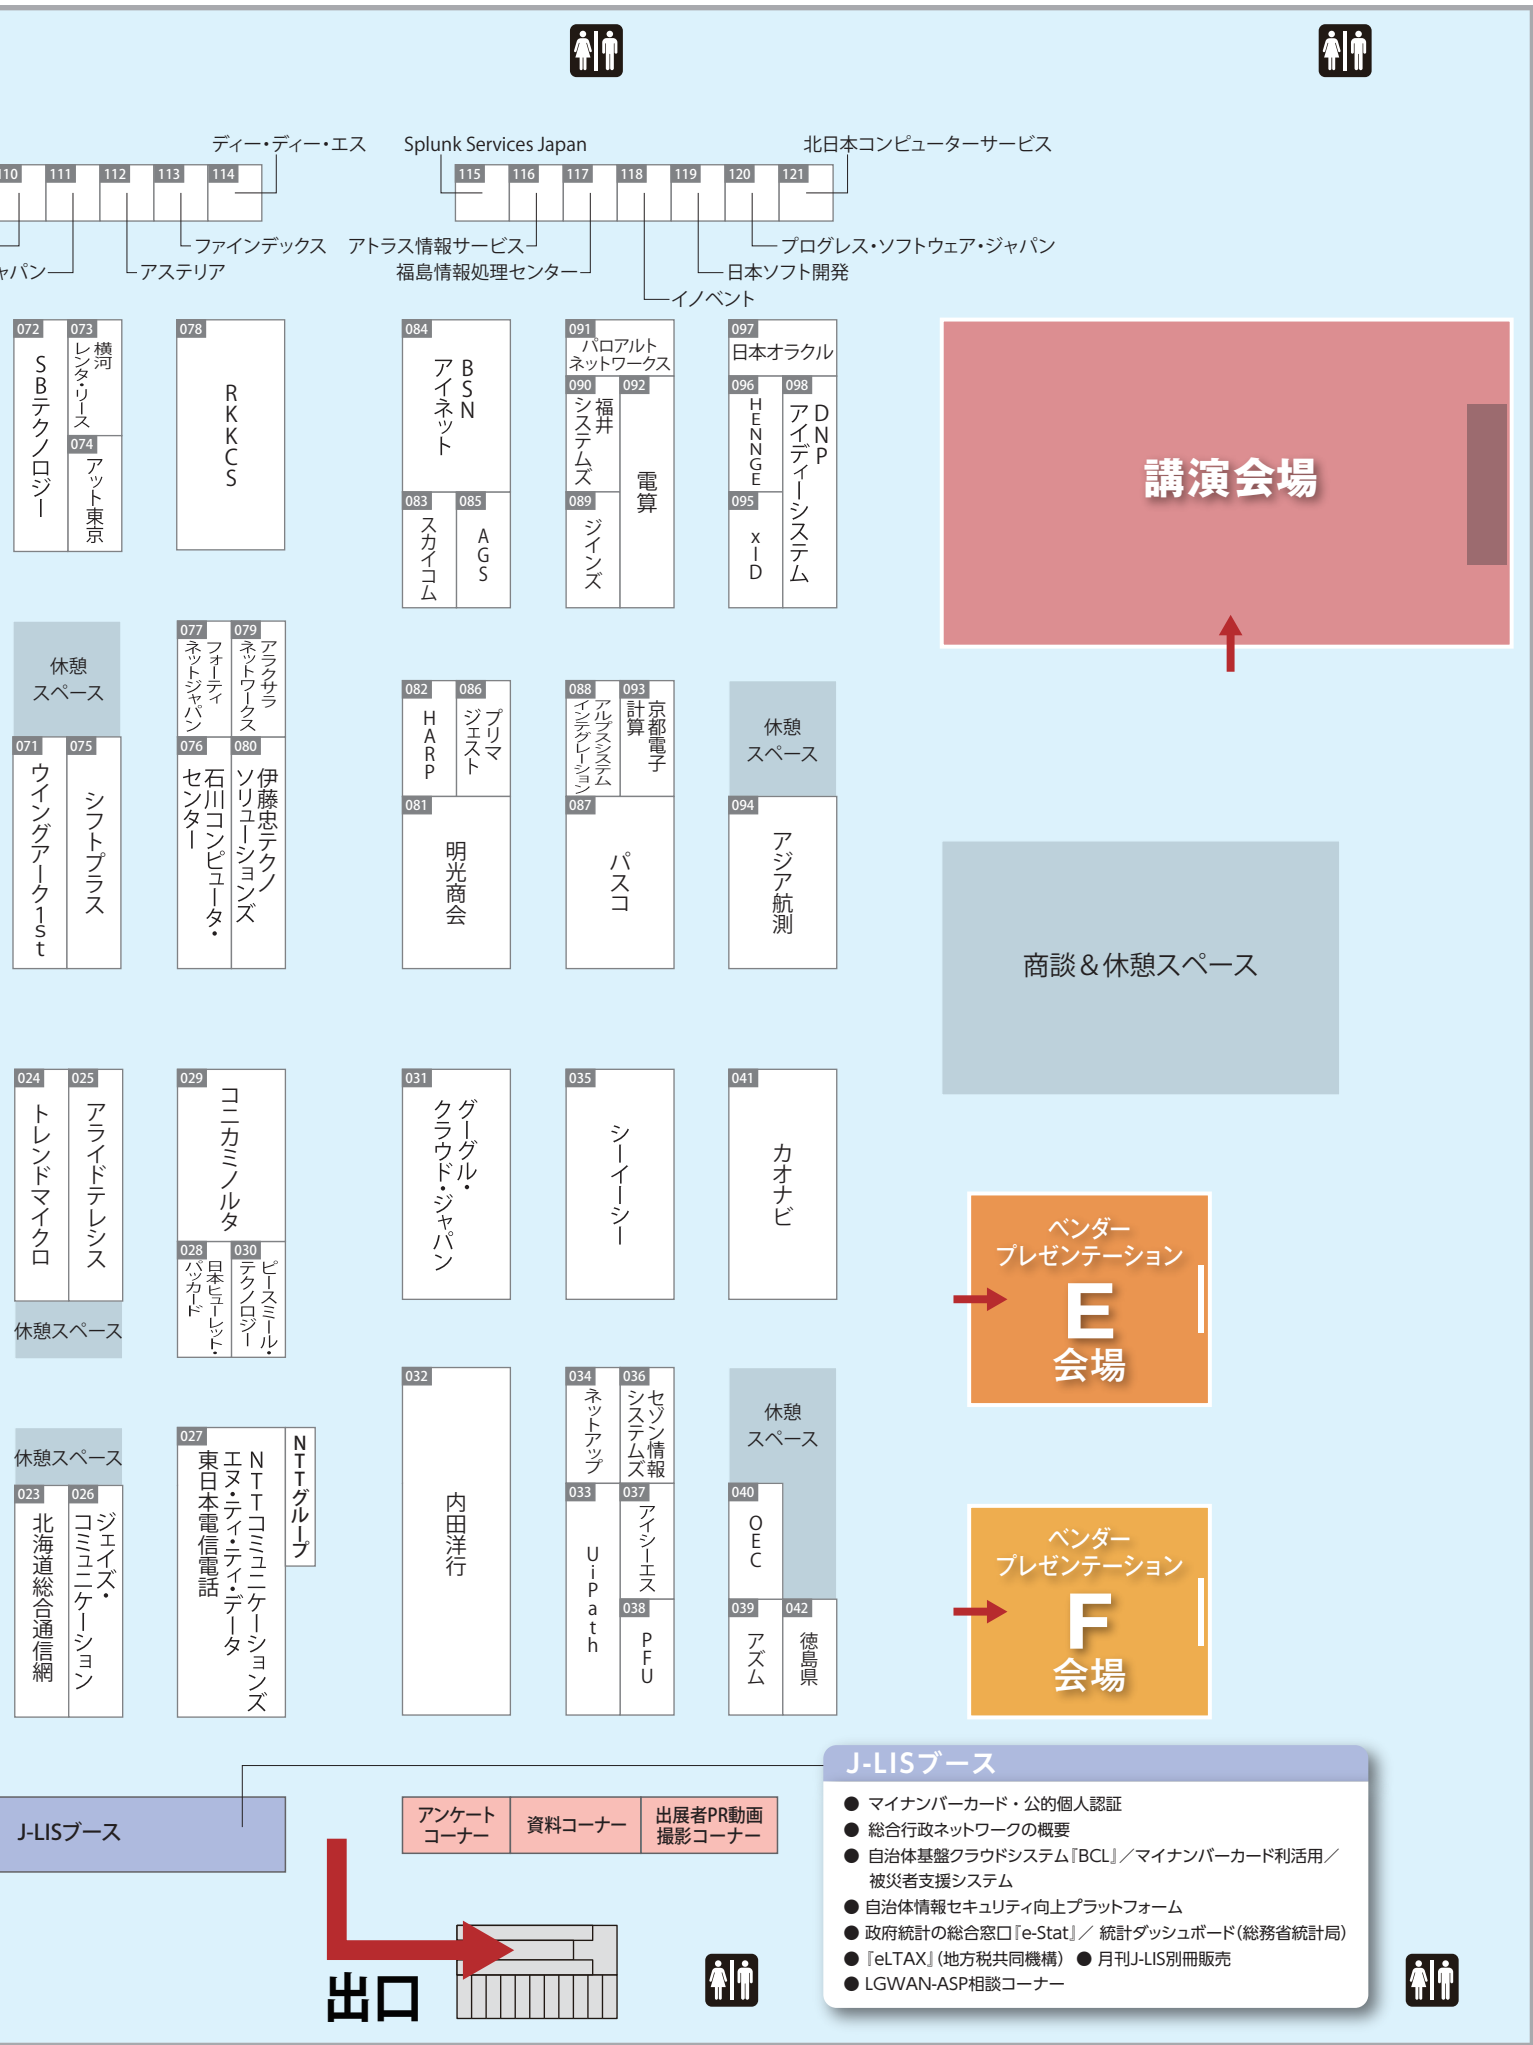 ディー・ディー・エス
Splunk Services Japan
北日本コンピューターサービス
110
111
112
113
114
115
116
117
118
119
120
121
ファインデックス
アトラス情報サービス
プログレス・ソフトウェア・ジャパン
ャパン
アステリア
福島情報処理センター
日本ソフト開発
イノベント
072
SBテクノロジー
073
横河
レンタ・リース
074
アット東京
078
RKKCS
084
BSN
アイネット
083
スカイコム
085
AGS
091
パロアルト
ネットワークス
090
福井
システムズ
092
電算
089
ジインズ
097
日本オラクル
096
HENNGE
098
DNP
アイディーシステム
095
xID
講演会場
休憩
スペース
077
フォーティ
ネットジャパン
079
アラクサラ
ネットワークス
082
HARP
086
プリマ
ジェスト
088
アルプスシステム
インテグレーション
093
京都電子
計算
休憩
スペース
071
ウイングアーク1st
075
シフトプラス
076
石川コンピュータ・
センター
080
伊藤忠テクノ
ソリューションズ
081
明光商会
087
パスコ
094
アジア航測
商談&休憩スペース
024
トレンドマイクロ
025
アライドテレシス
029
コニカミノルタ
028
日本ヒューレット・
パッカード
030
ピースミール・
テクノロジー
031
グーグル・
クラウド・ジャパン
035
シーイーシー
041
カオナビ
ベンダー
プレゼンテーション
E
会場
休憩スペース
休憩スペース
023
北海道総合通信網
026
ジェイズ・
コミュニケーション
027
NTTコミュニケーションズ
エヌ・ティ・ティ・データ
東日本電信電話
NTTグループ
032
内田洋行
034
ネットアップ
036
セゾン情報
システムズ
033
UiPath
037
アイシーエス
038
PFU
休憩
スペース
040
OEC
039
アズム
042
徳島県
ベンダー
プレゼンテーション
F
会場
J-LISブース
アンケート
コーナー
資料コーナー
出展者PR動画
撮影コーナー
出口
J-LISブース
● マイナンバーカード・公的個人認証
● 総合行政ネットワークの概要
● 自治体基盤クラウドシステム『BCL』／マイナンバーカード利活用／
被災者支援システム
● 自治体情報セキュリティ向上プラットフォーム
● 政府統計の総合窓口『e-Stat』／ 統計ダッシュボード(総務省統計局)
● 『eLTAX』(地方税共同機構) ● 月刊J-LIS別冊販売
● LGWAN-ASP相談コーナー